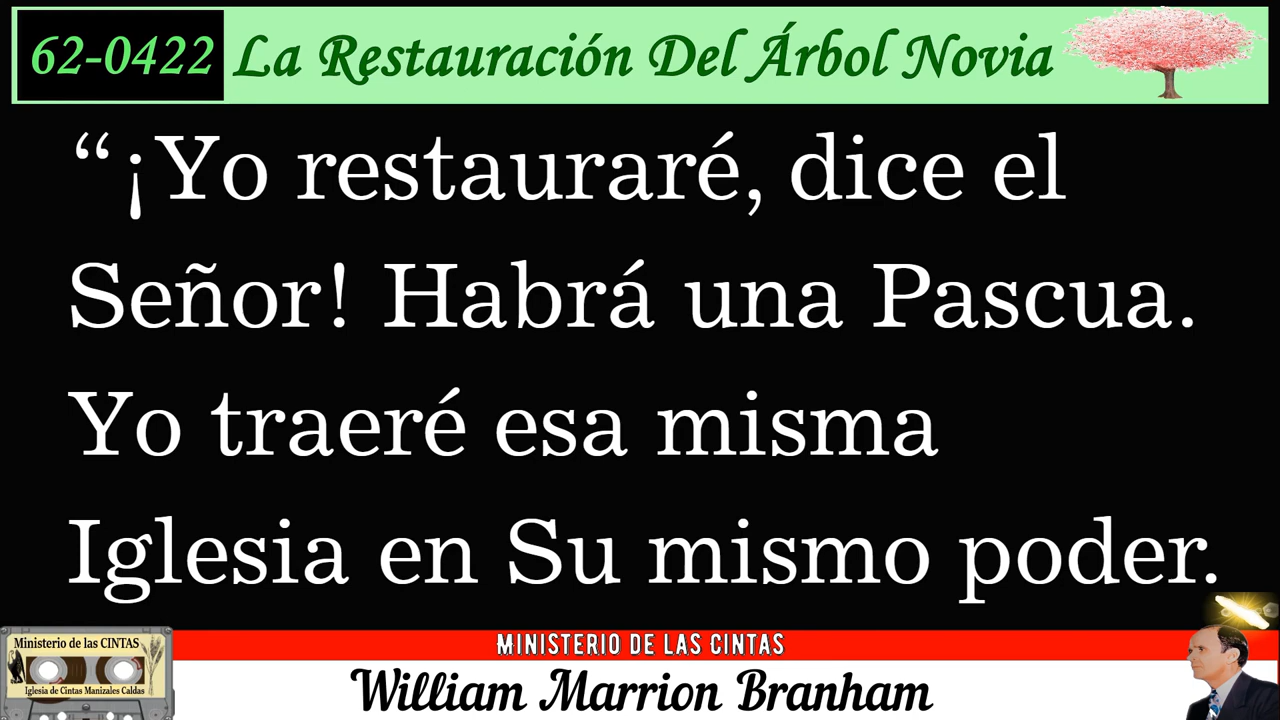 62-0422 La Restauración Del Árbol Novia
“¡Yo restauraré, dice el
Señor! Habrá una Pascua.
Yo traeré esa misma
Iglesia en Su mismo poder.
MINISTERIO DE LAS CINTAS
Ministerio de las CINTAS
Iglesia de Cintas Manizales Caldas
William Marrion Branham